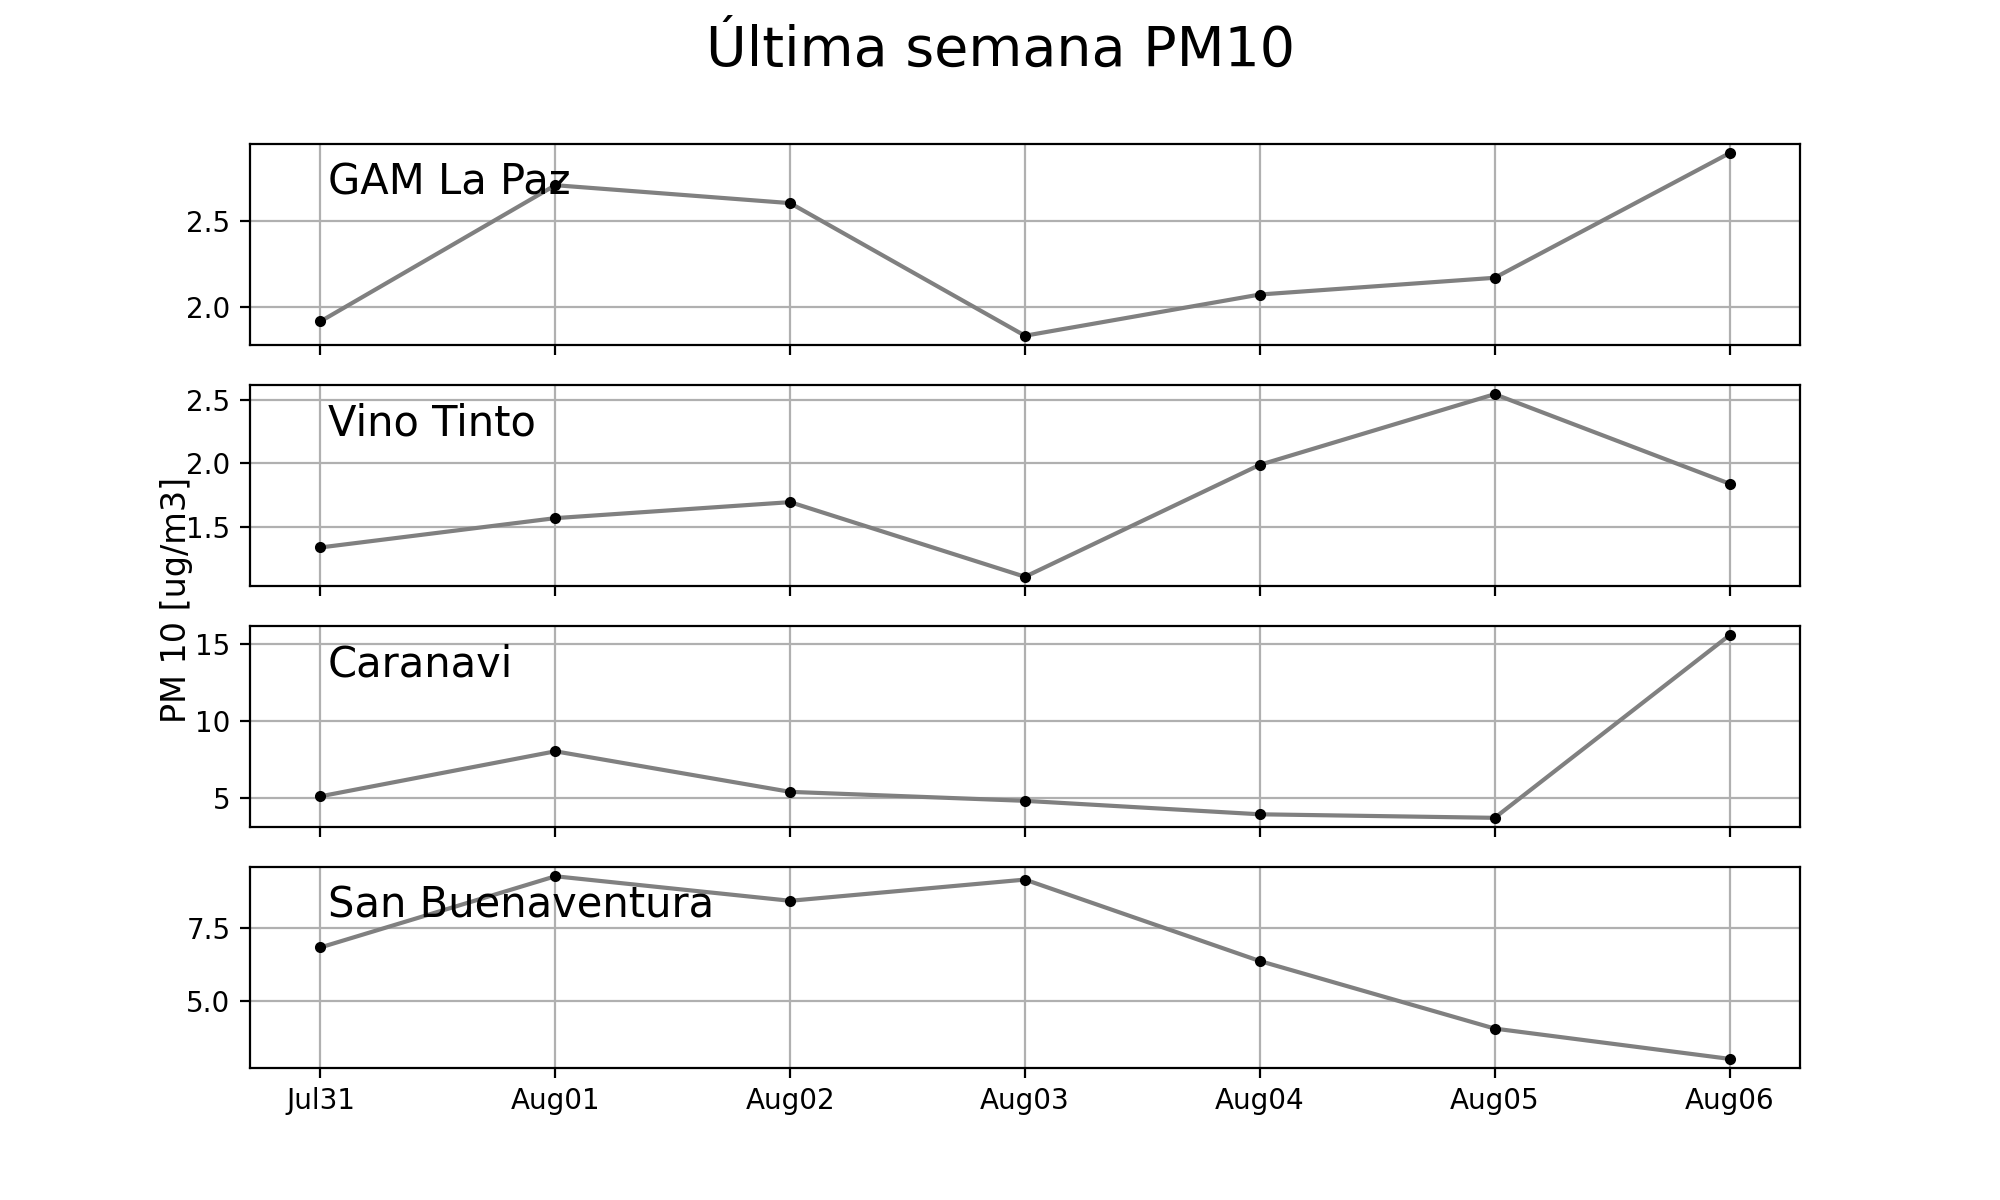 Última semana PM10
GAM La Paz
2.5
2.0
Vino Tinto
2.5
2.0
1.5
PM 10 [ug/m3]
Caranavi
15
10
5
San Buenaventura
7.5
5.0
Jul31 Aug01 Aug02 Aug03 Aug04 Aug05 Aug06